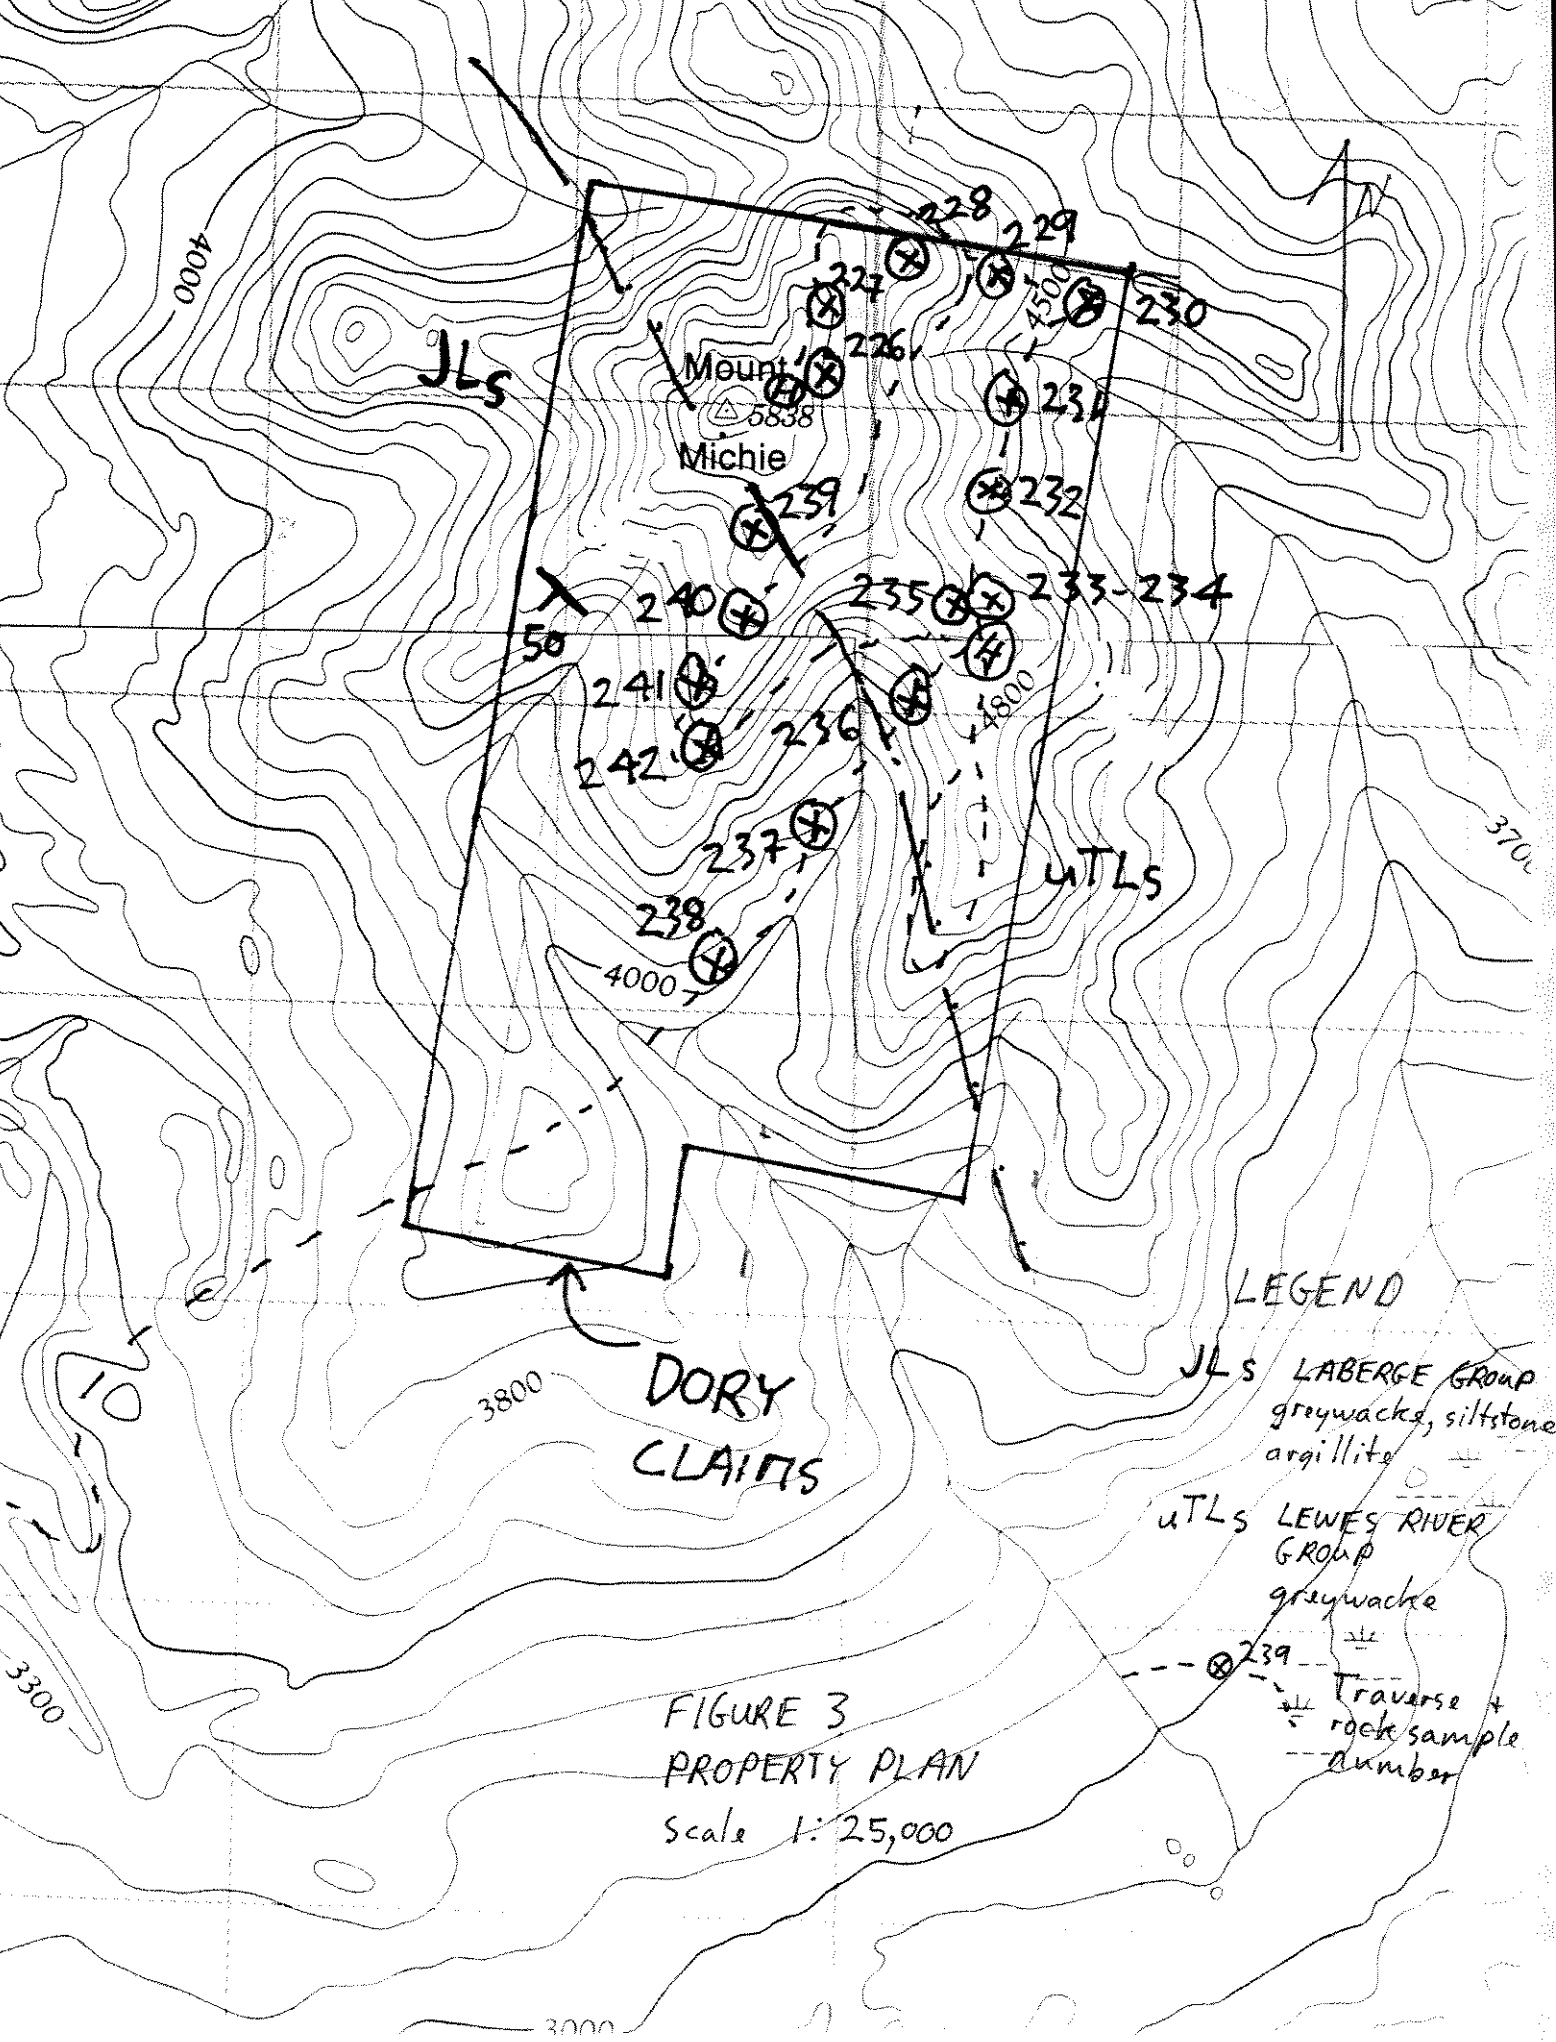 4000
N
228
229
227
4500
230
226
JLs
Mount
H
231
5838
Michie
239
232
240
235
233-234
50
H
241
4800
236
242
237
3700
uTLs
238
4000
LEGEND
JLs LABERGE GROUP
greywacke, siltstone
argillite
DORY
CLAIMS
10
3800
uTLs LEWES RIVER
GROUP
greywacke
239
Traverse +
rock sample
number
3300
FIGURE 3
PROPERTY PLAN
Scale 1: 25,000
3000